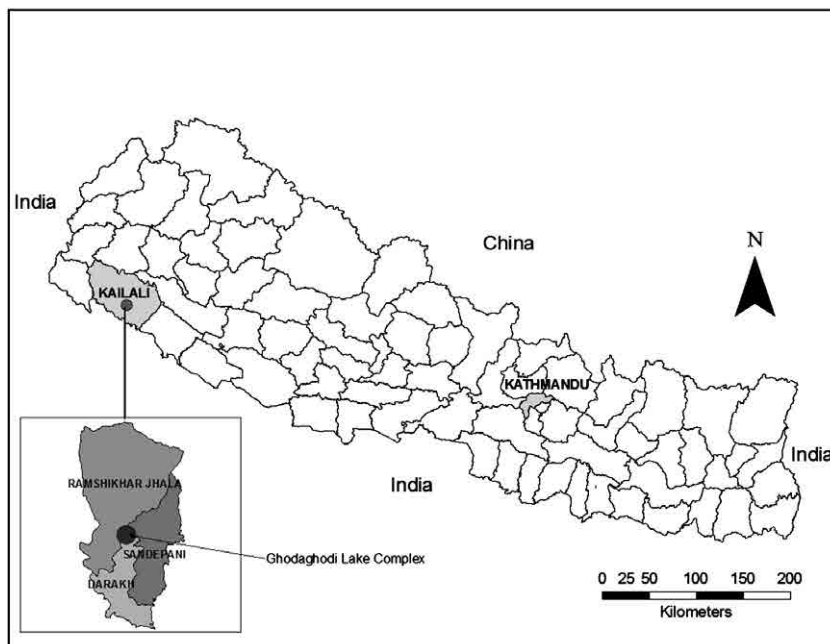 India
China
N
KAILALI
KATHMANDU
India
India
RAMSHIKHAR JHALA
SANDEPANI
DARAKH
Ghodaghodi Lake Complex
0 25 50 100 150 200
Kilometers